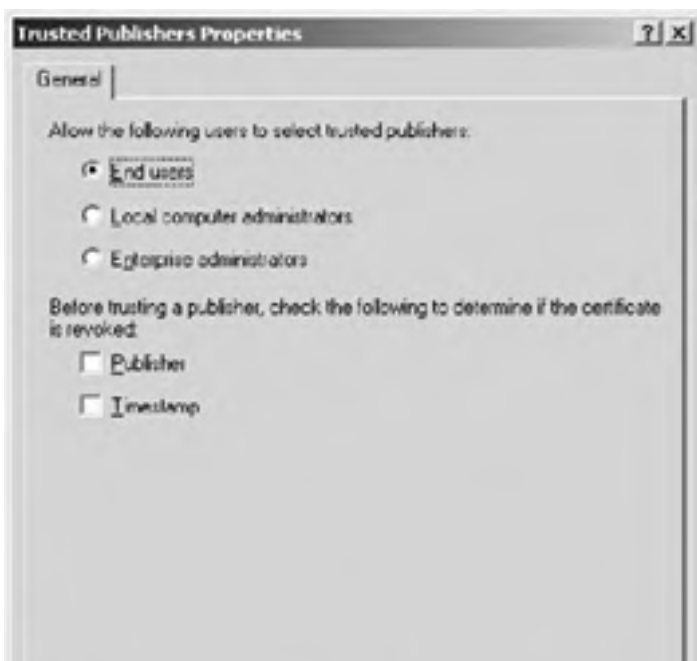 Trusted Publishers Properties
General
Allow the following users to select trusted publishers:
End users
Local computer administrators
Enterprise administrators
Before trusting a publisher, check the following to determine if the certificate
is revoked:
Publisher
Timestamp